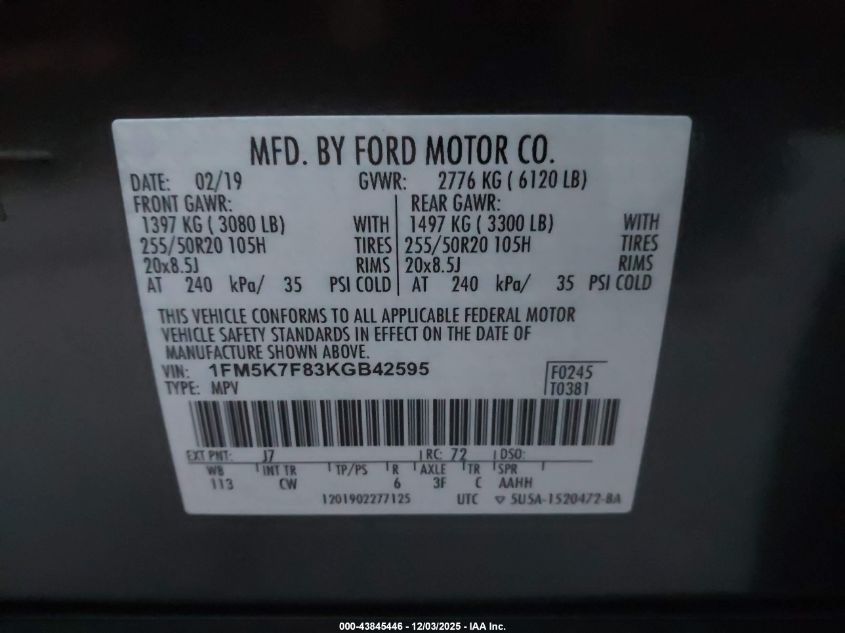 MFD. BY FORD MOTOR CO.
DATE: 02/19 GVWR: 2776 KG ( 6120 LB)
FRONT GAWR: REAR GAWR:
1397 KG ( 3080 LB) WITH 1497 KG ( 3300 LB) WITH
255/50R20 105H TIRES 255/50R20 105H TIRES
20x8.5J RIMS 20x8.5J RIMS
AT 240 kPa/ 35 PSI COLD AT 240 kPa/ 35 PSI COLD
THIS VEHICLE CONFORMS TO ALL APPLICABLE FEDERAL MOTOR
VEHICLE SAFETY STANDARDS IN EFFECT ON THE DATE OF
MANUFACTURE SHOWN ABOVE.
VIN: 1FM5K7F83KGB42595 F0245
TYPE: MPV T0381
EXT PNT: J7 RC: 72 DSO:
WB INT TR TP/PS R AXLE TR SPR
113 CW 6 3F C AAHH
1201902277125 UTC ▽ 5U5A-1520472-BA
000-43845446 - 12/03/2025 - IAA Inc.